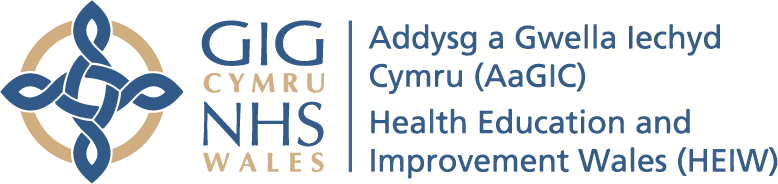 GIG
CYMRU
NHS
WALES
Addysg a Gwella Iechyd
Cymru (AaGIC)
Health Education and
Improvement Wales (HEIW)